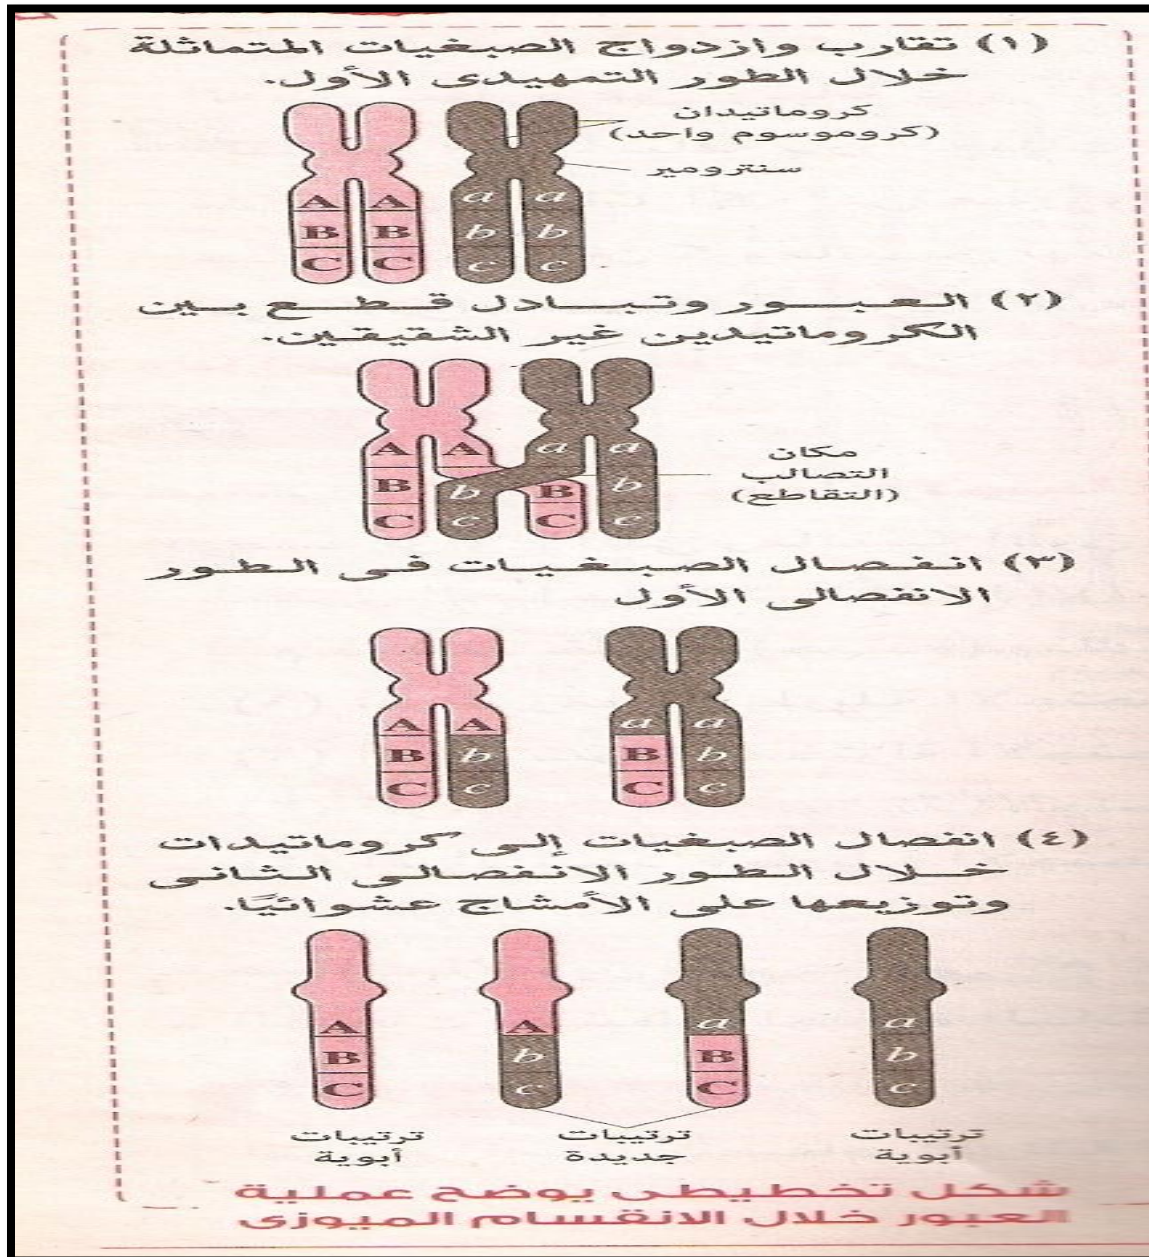 (١) تقارب وازدواج الصبغيات المتماثلة
خلال الطور التمهيدى الأول.
كروماتيدان
(كروموسوم واحد)
سنترومير
A A a a
B B b b
C C c c
(٢) العبور وتبادل قطع بين
الكروماتيدين غير الشقيقين.
A A a a
B b B b
C c C c
مكان
التصالب
(التقاطع)
(٣) انفصال الصبغيات فى الطور
الانفصالى الأول
A A a a
B b B b
C c C c
(٤) انفصال الصبغيات إلى كروماتيدات
خلال الطور الانفصالى الثانى
وتوزيعها على الأمشاج عشوائيًا.
A A a a
B b B b
C c C c
ترتيبات
أبوية
ترتيبات
جديدة
ترتيبات
أبوية
شكل تخطيطى يوضح عملية
العبور خلال الانقسام الميوزى